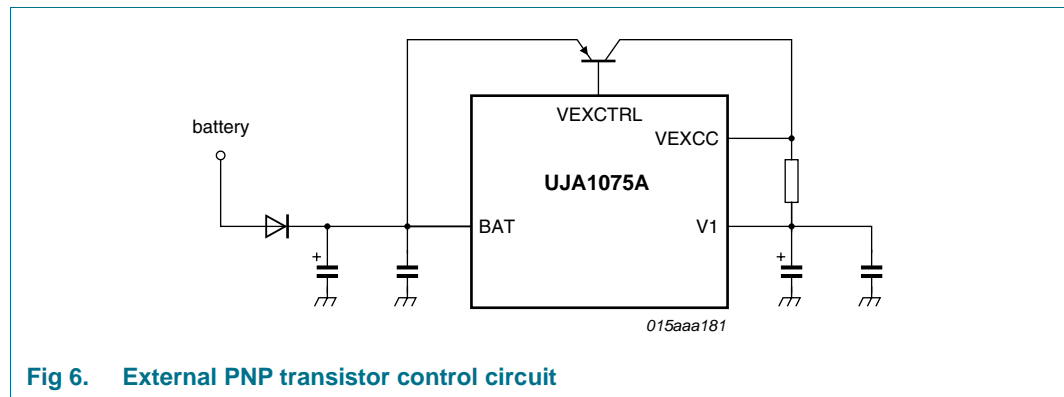 VEXCTRL
battery
VEXCC
UJA1075A
BAT
V1
+
+
015aaa181
Fig 6. External PNP transistor control circuit